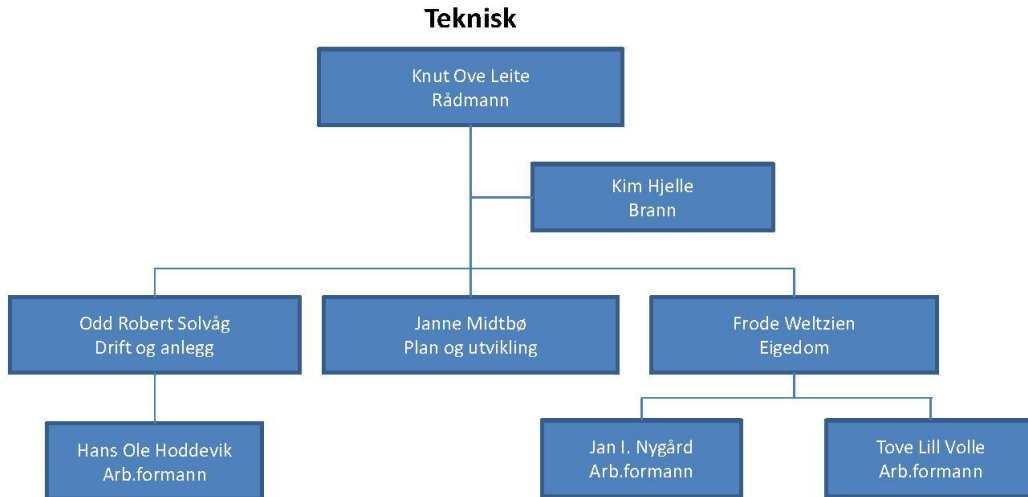 Teknisk
Knut Ove Leite
Rådmann
Kim Hjelle
Brann
Odd Robert Solvåg
Drift og anlegg
Janne Midtbø
Plan og utvikling
Frode Weltzien
Eigedom
Hans Ole Hoddevik
Arb.formann
Jan I. Nygård
Arb.formann
Tove Lill Volle
Arb.formann